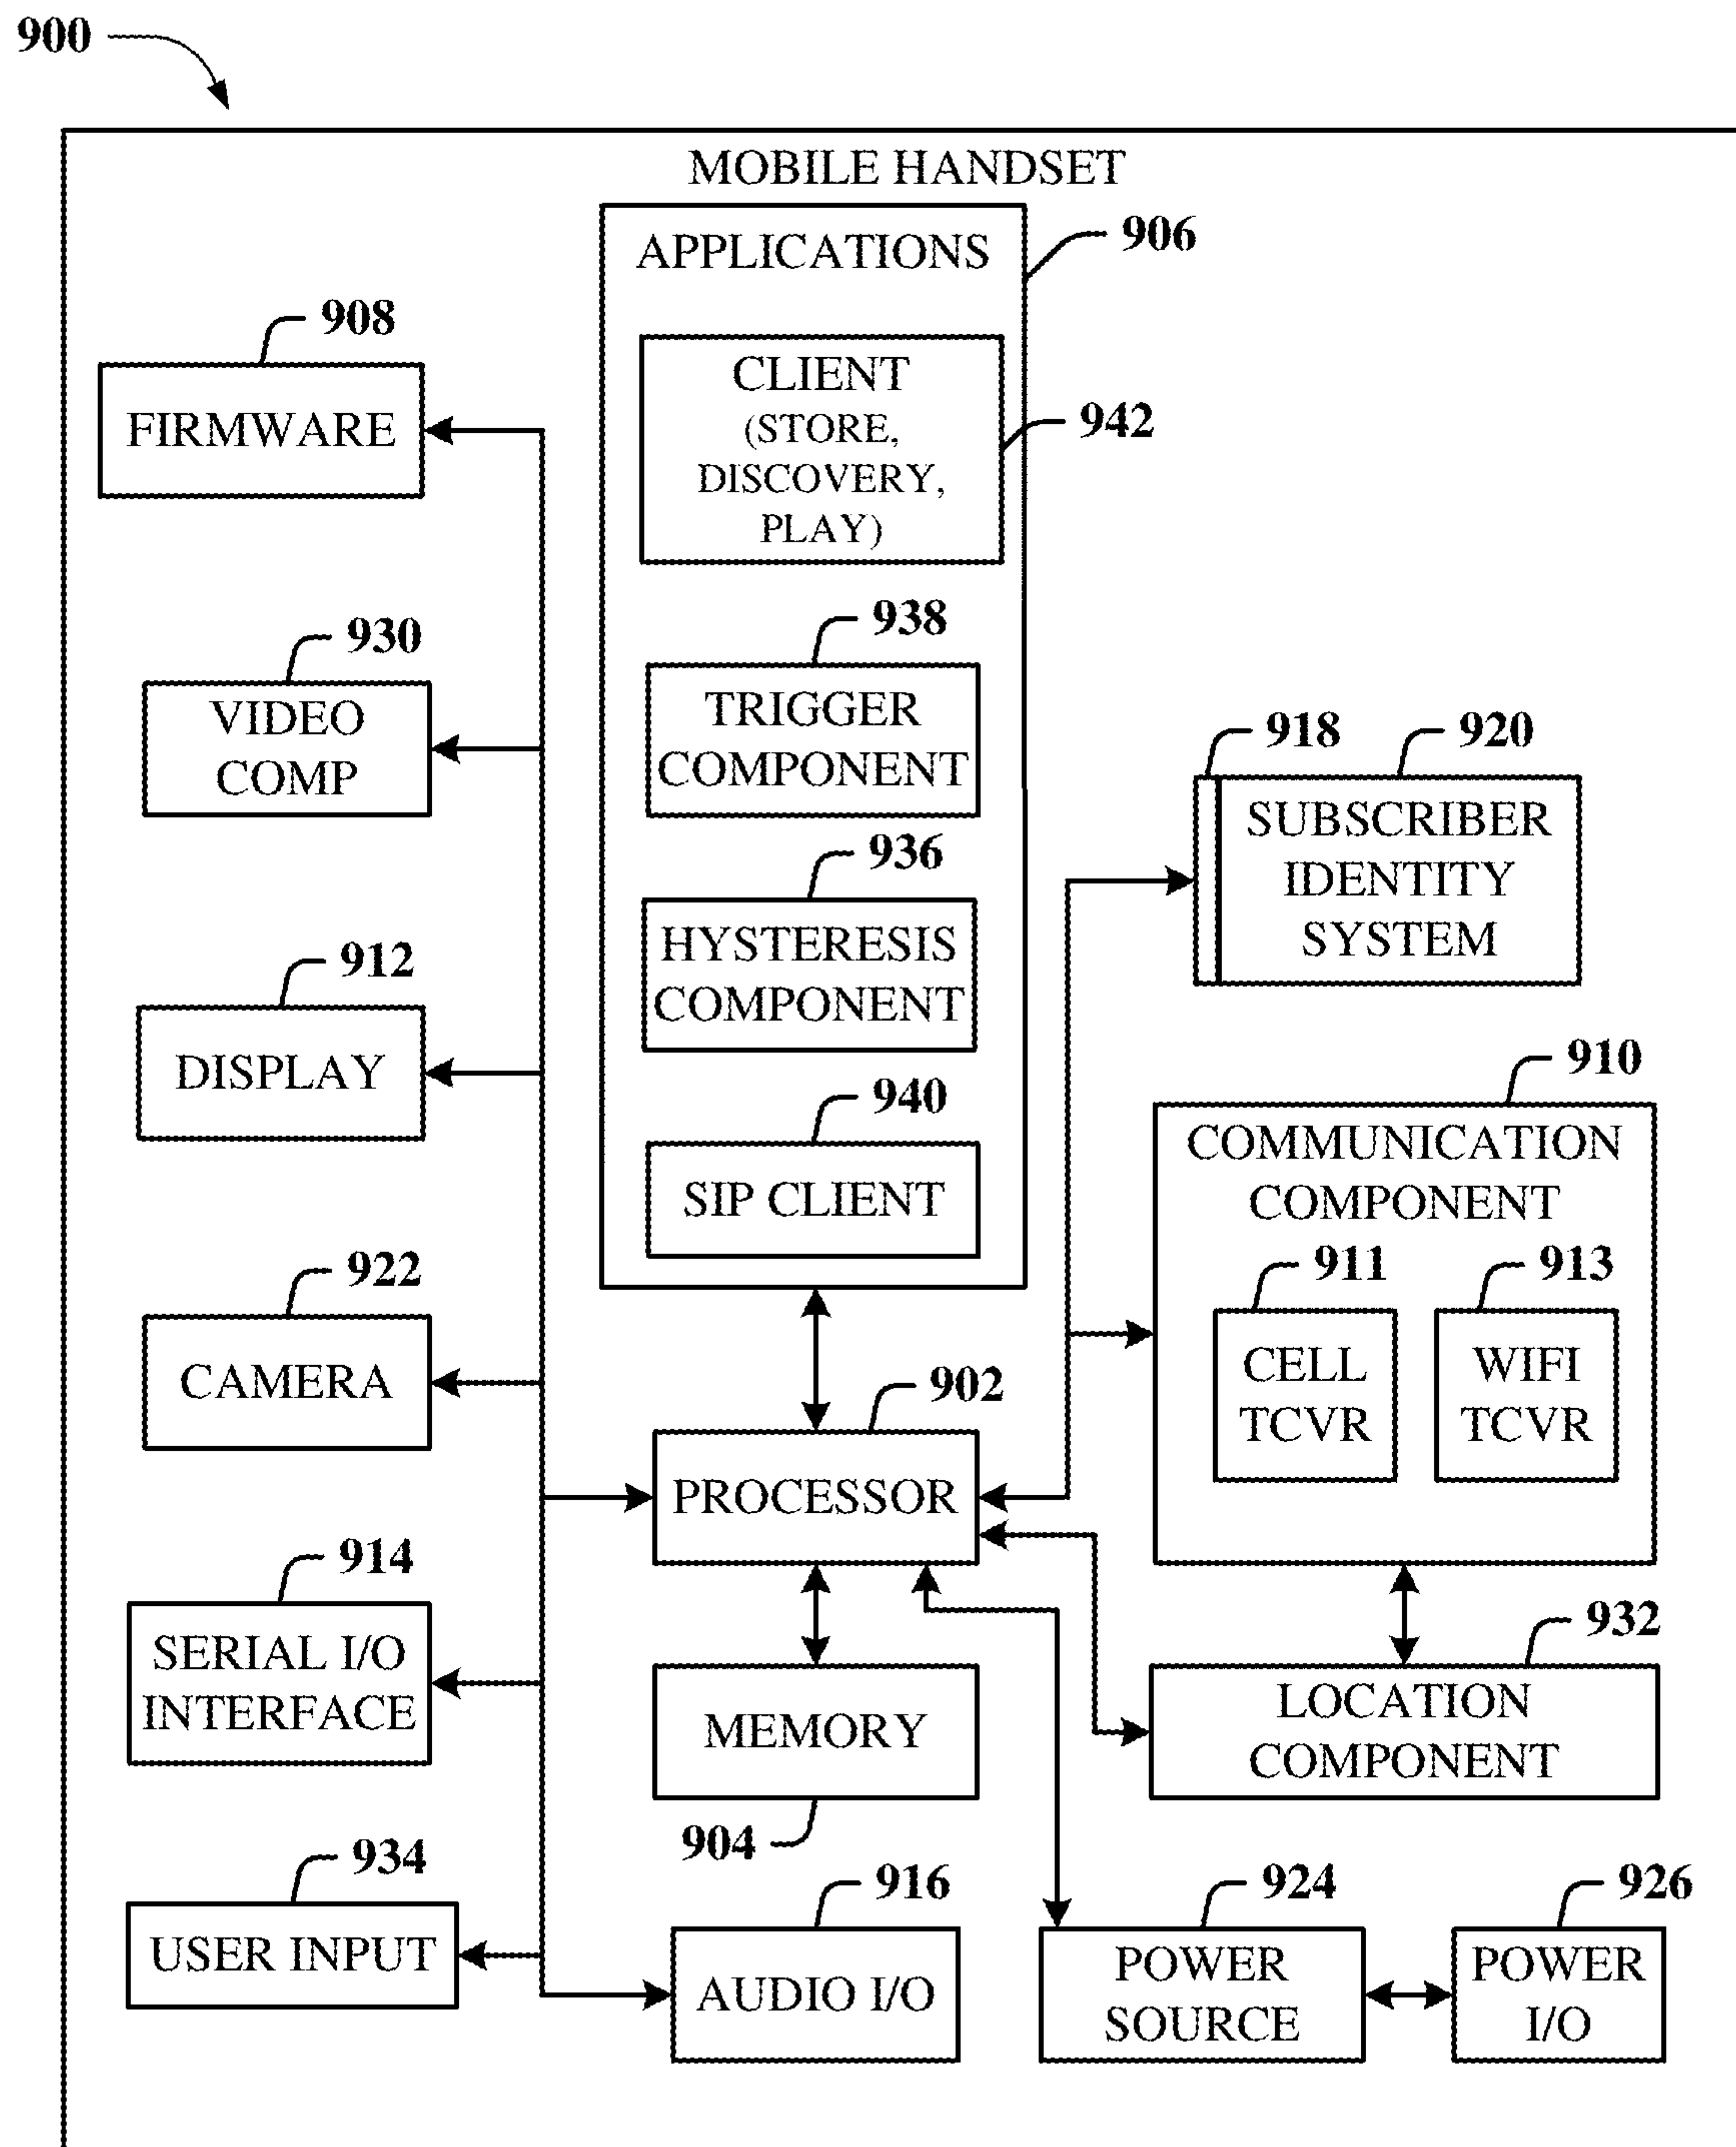 900
MOBILE HANDSET
APPLICATIONS
906
CLIENT
(STORE,
DISCOVERY,
PLAY)
942
938
TRIGGER
COMPONENT
936
HYSTERESIS
COMPONENT
940
SIP CLIENT
908
FIRMWARE
930
VIDEO
COMP
912
DISPLAY
922
CAMERA
914
SERIAL I/O
INTERFACE
934
USER INPUT
902
PROCESSOR
MEMORY
904
916
AUDIO I/O
918
920
SUBSCRIBER
IDENTITY
SYSTEM
910
COMMUNICATION
COMPONENT
911
CELL
TCVR
913
WIFI
TCVR
932
LOCATION
COMPONENT
924
POWER
SOURCE
926
POWER
I/O